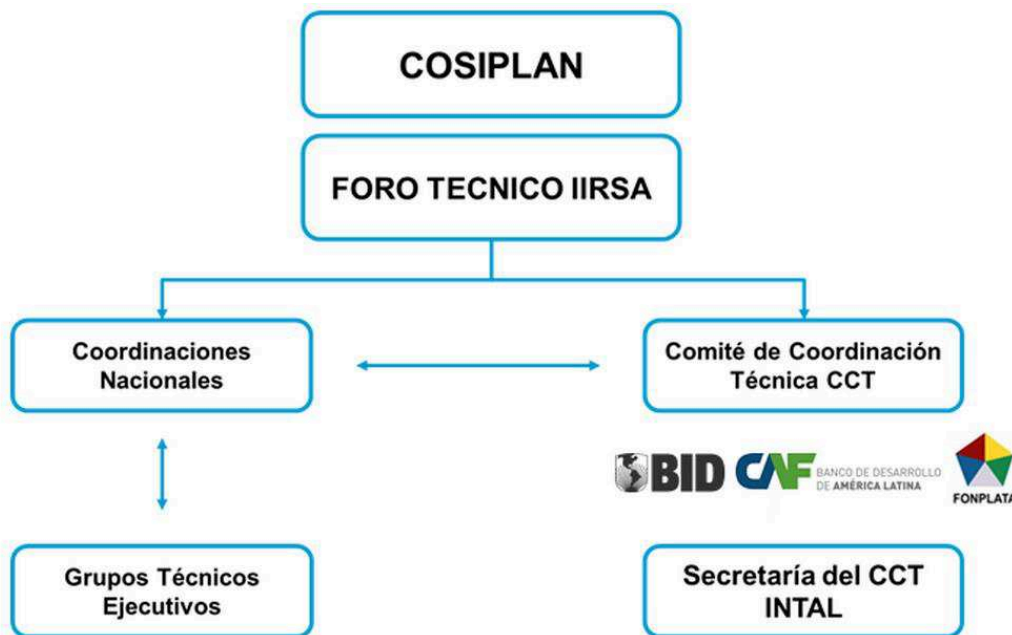 COSIPLAN
FORO TECNICO IIRSA
Coordinaciones
Nacionales
Comité de Coordinación
Técnica CCT
BID
CAF
BANCO DE DESARROLLO
DE AMÉRICA LATINA
FONPLATA
Grupos Técnicos
Ejecutivos
Secretaría del CCT
INTAL